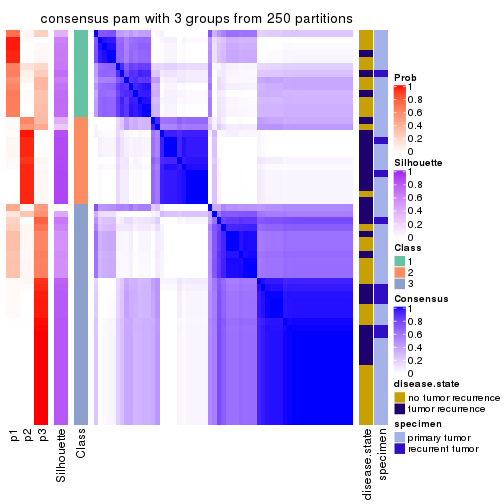 consensus pam with 3 groups from 250 partitions
p1
p2
p3
Silhouette
Class
disease.state
specimen
Prob
1
0.8
0.6
0.4
0.2
0
Silhouette
1
0.8
0.6
0.4
0.2
0
Class
1
2
3
Consensus
1
0.8
0.6
0.4
0.2
0
disease.state
no tumor recurrence
tumor recurrence
specimen
primary tumor
recurrent tumor